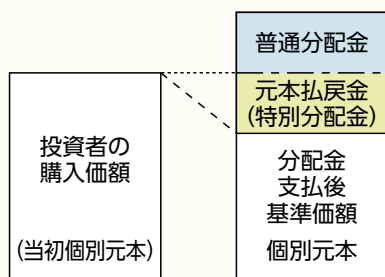 普通分配金
元本払戻金
(特別分配金)
投資者の
購入価額
(当初個別元本)
分配金
支払後
基準価額
個別元本